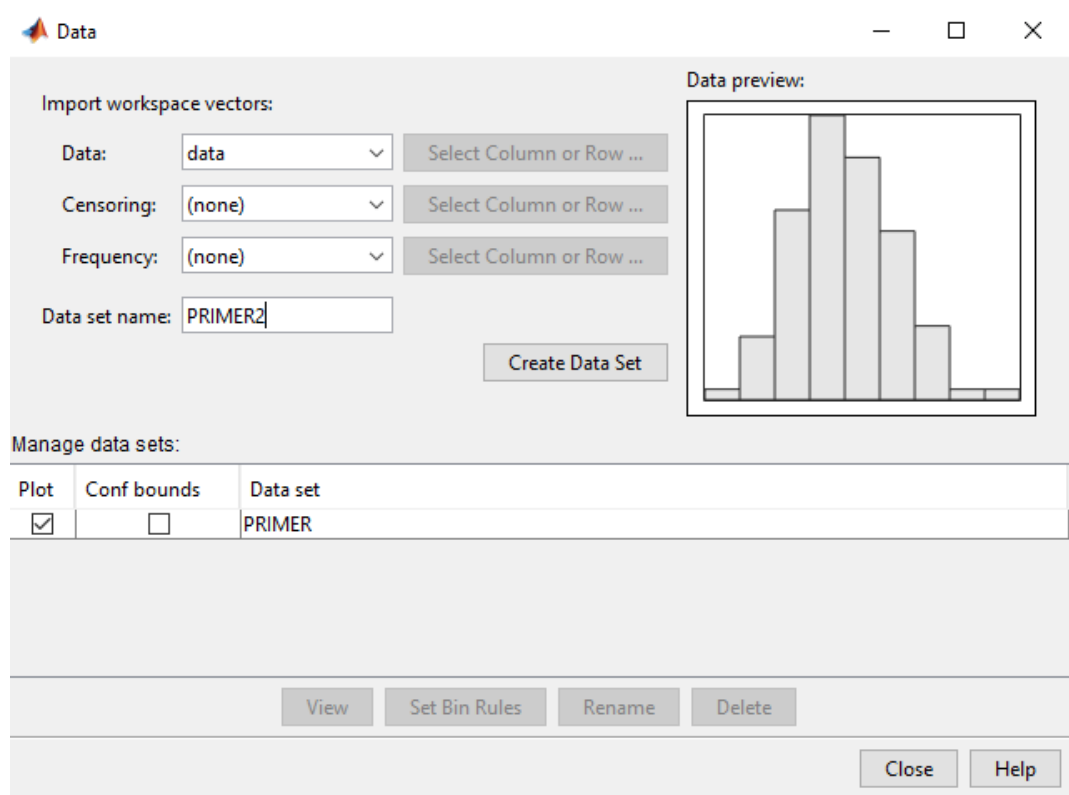 Data
Data preview:
Import workspace vectors:
Data: data Select Column or Row ...
Censoring: (none) Select Column or Row ...
Frequency: (none) Select Column or Row ...
Data set name: PRIMER2
Create Data Set
Manage data sets:
Plot Conf bounds Data set
PRIMER
View Set Bin Rules Rename Delete
Close Help